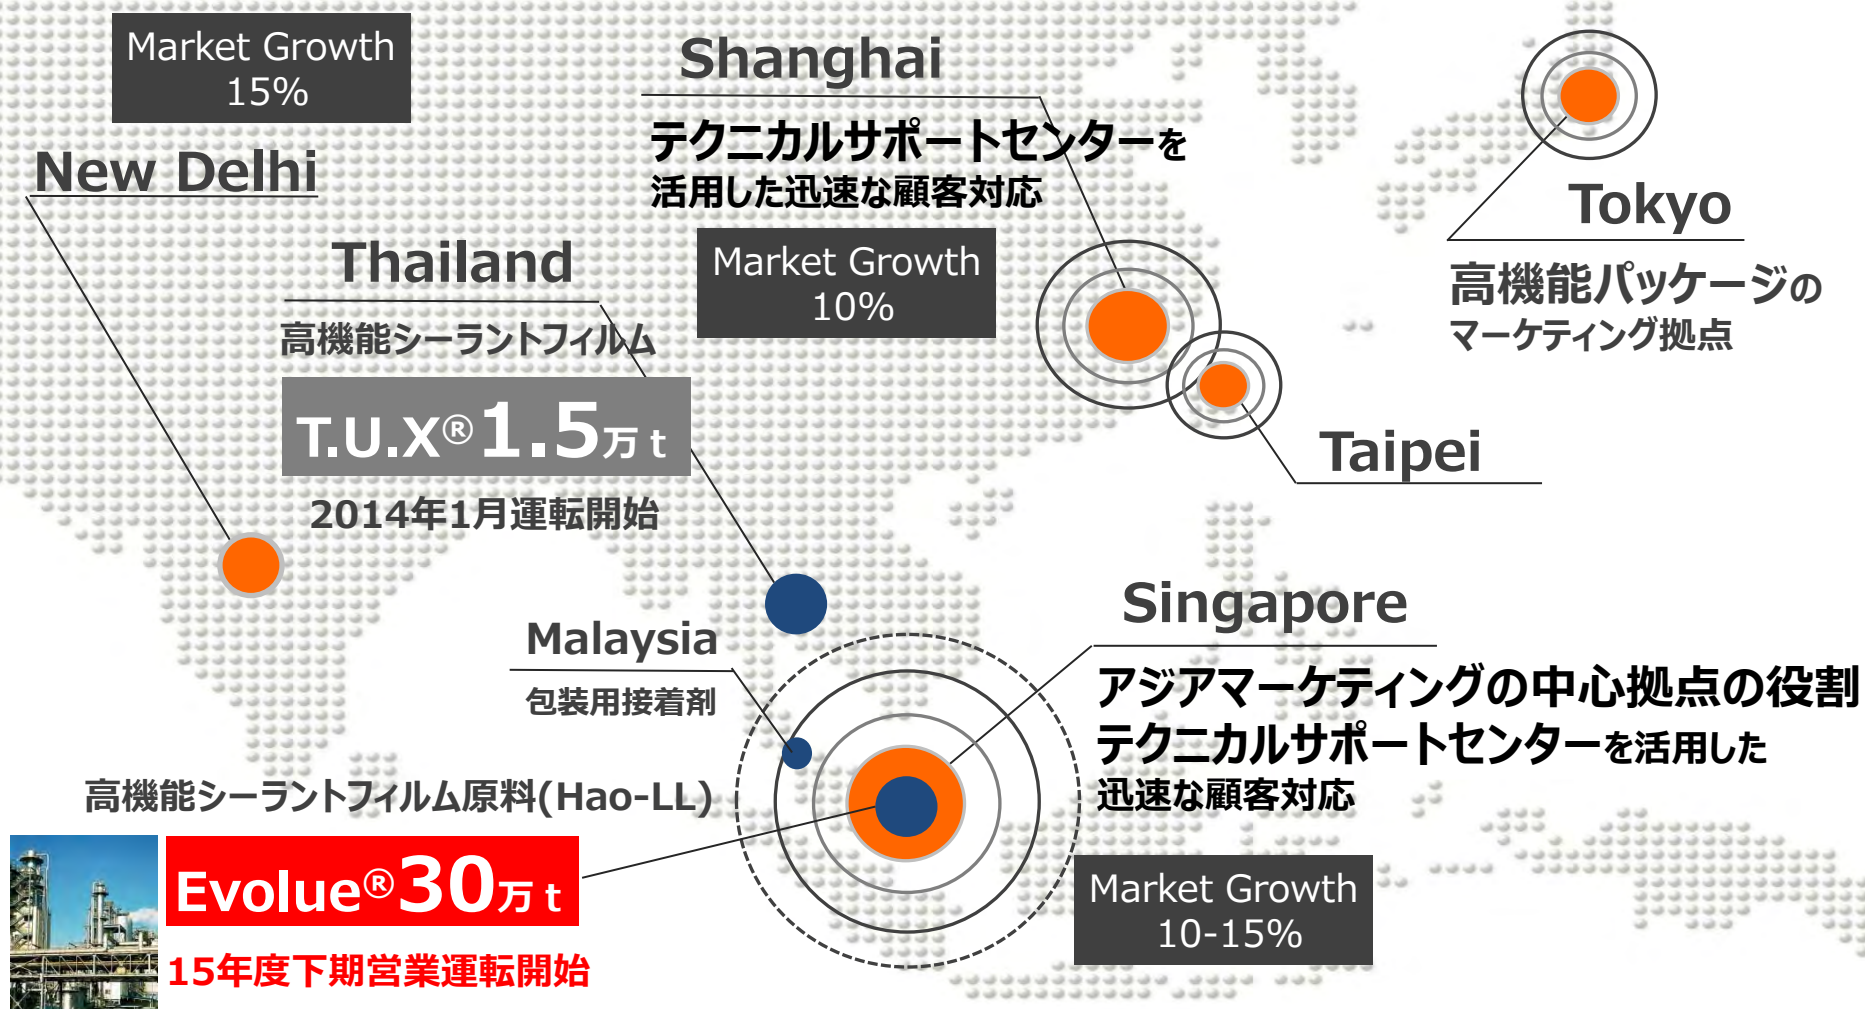 Market Growth
15%
New Delhi
Shanghai
テクニカルサポートセンターを
活用した迅速な顧客対応
Market Growth
10%
Tokyo
高機能パッケージの
マーケティング拠点
Thailand
高機能シーラントフィルム
T.U.X®1.5万 t
2014年1月運転開始
Taipei
Malaysia
包装用接着剤
Singapore
アジアマーケティングの中心拠点の役割
テクニカルサポートセンターを活用した
迅速な顧客対応
Market Growth
10-15%
高機能シーラントフィルム原料(Hao-LL)
Evolue®30万 t
15年度下期営業運転開始